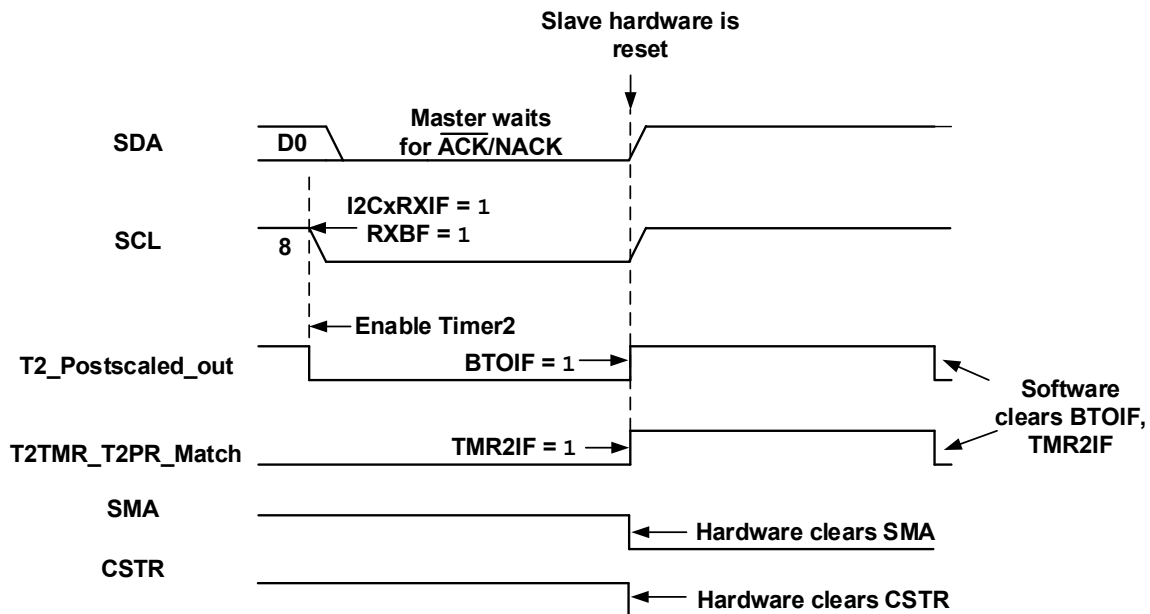 Slave hardware is
reset
SDA
D0
Master waits
for ACK/NACK
I2CxRXIF = 1
RXBF = 1
SCL
8
Enable Timer2
T2_Postscaled_out
BTOIF = 1
Software
clears BTOIF,
TMR2IF
T2TMR_T2PR_Match
TMR2IF = 1
SMA
Hardware clears SMA
CSTR
Hardware clears CSTR